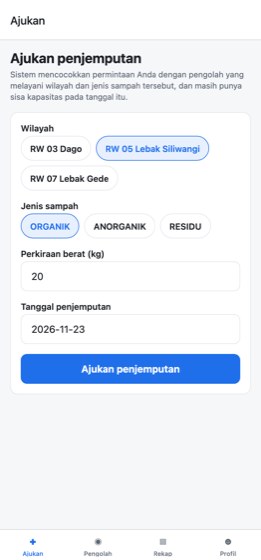 Ajukan
Ajukan penjemputan
Sistem mencocokkan permintaan Anda dengan pengolah yang
melayani wilayah dan jenis sampah tersebut, dan masih punya
sisa kapasitas pada tanggal itu.
Wilayah
RW 03 Dago
RW 05 Lebak Siliwangi
RW 07 Lebak Gede
Jenis sampah
ORGANIK
ANORGANIK
RESIDU
Perkiraan berat (kg)
20
Tanggal penjemputan
2026-11-23
Ajukan penjemputan
Ajukan
Pengolah
Rekap
Profil